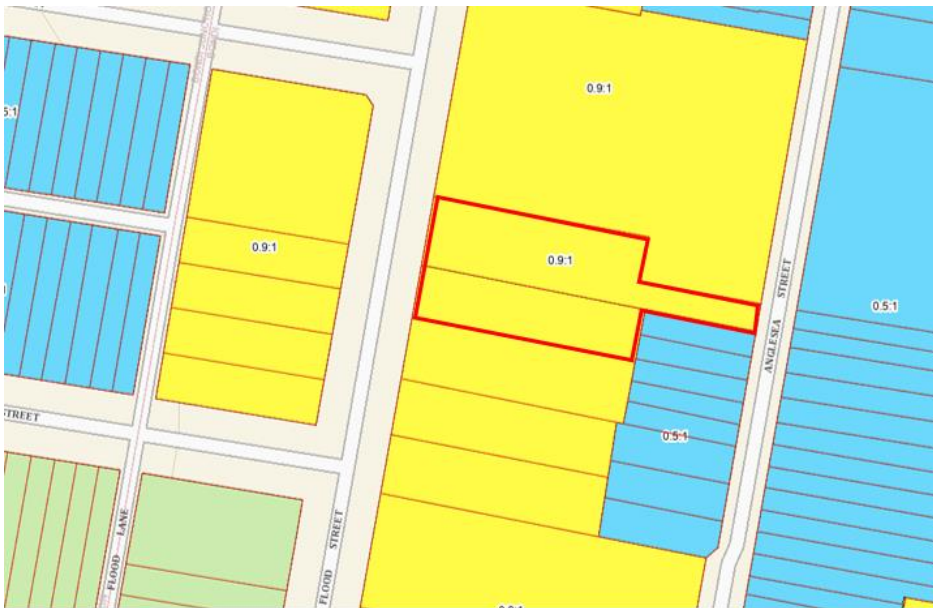 0.9:1
5:1
0.9:1
0.9:1
ANGLESEA STREET
0.5:1
STREET
0.5:1
FLOOD LANE
FLOOD STREET